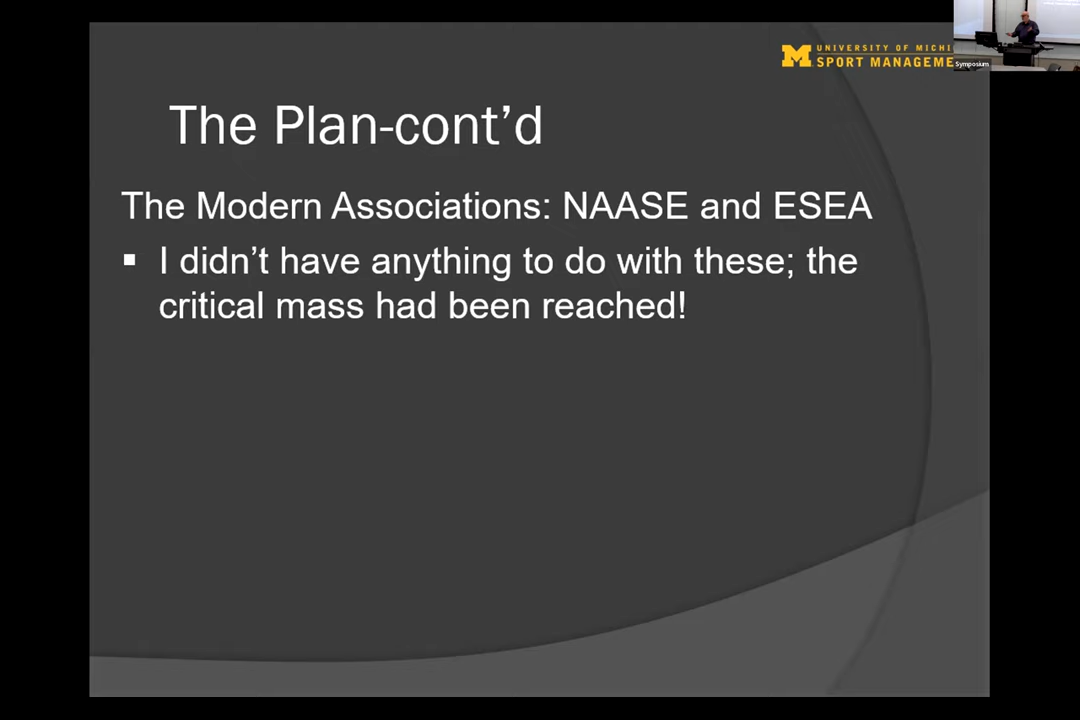 UNIVERSITY OF MICHI
SPORT MANAGEME
Symposium
The Plan-cont’d
The Modern Associations: NAASE and ESEA
▪ I didn’t have anything to do with these; the
critical mass had been reached!